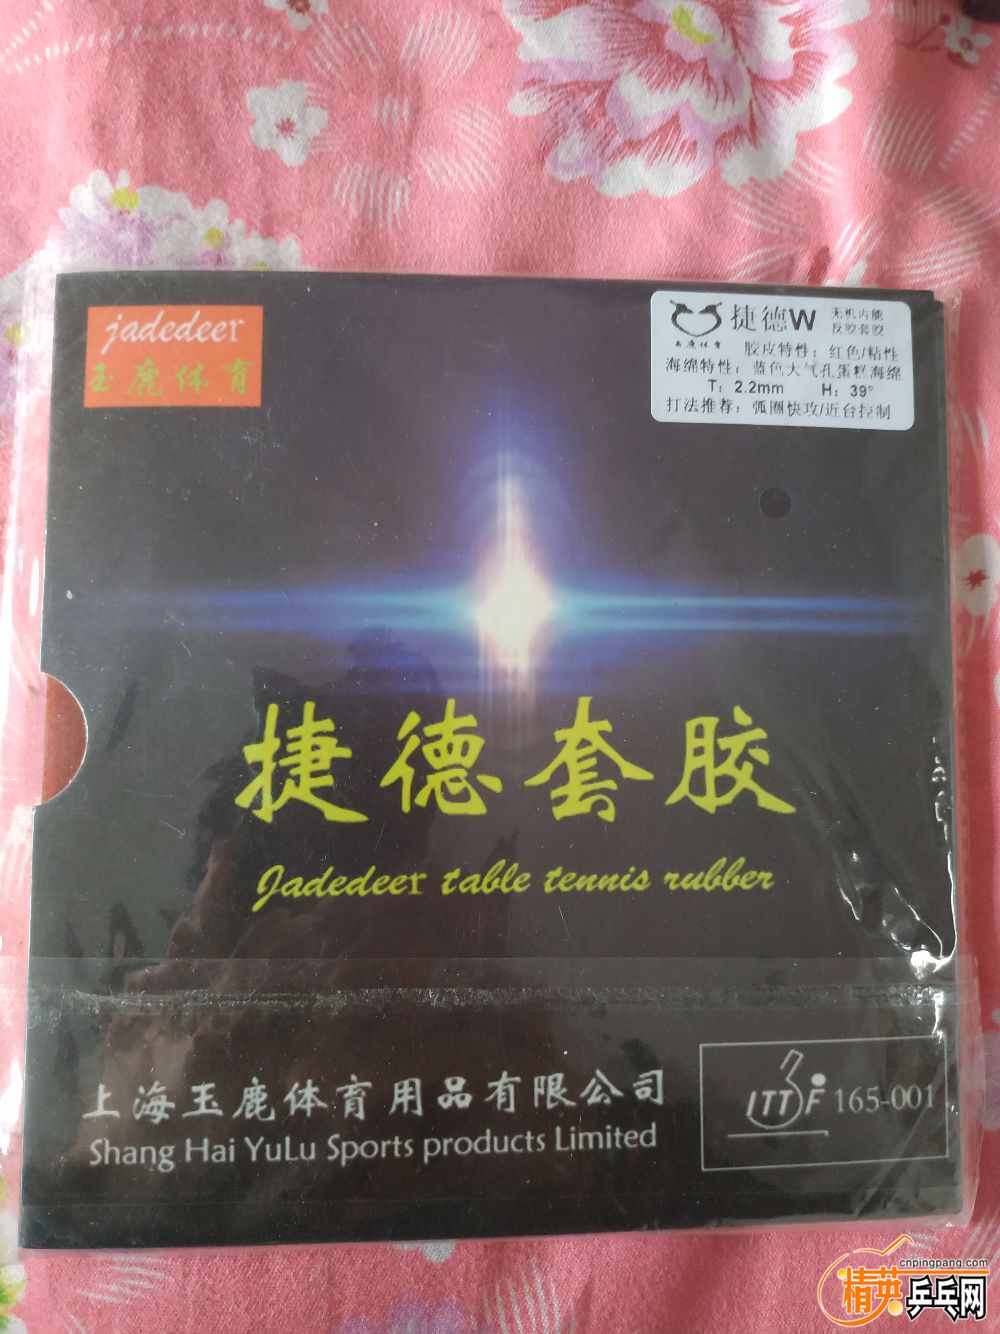 jadedeer
玉鹿体育
捷德W
无机内能
反胶套胶
玉鹿体育
胶皮特性：红色/粘性
海绵特性：蓝色大气孔蛋糕海绵
T：2.2mm H：39°
打法推荐：弧圈快攻/近台控制
捷德套胶
Jadedeer table tennis rubber
上海玉鹿体育用品有限公司
Shang Hai YuLu Sports products Limited
ITTF 165-001
cnpingpang.com
精英乒乓网